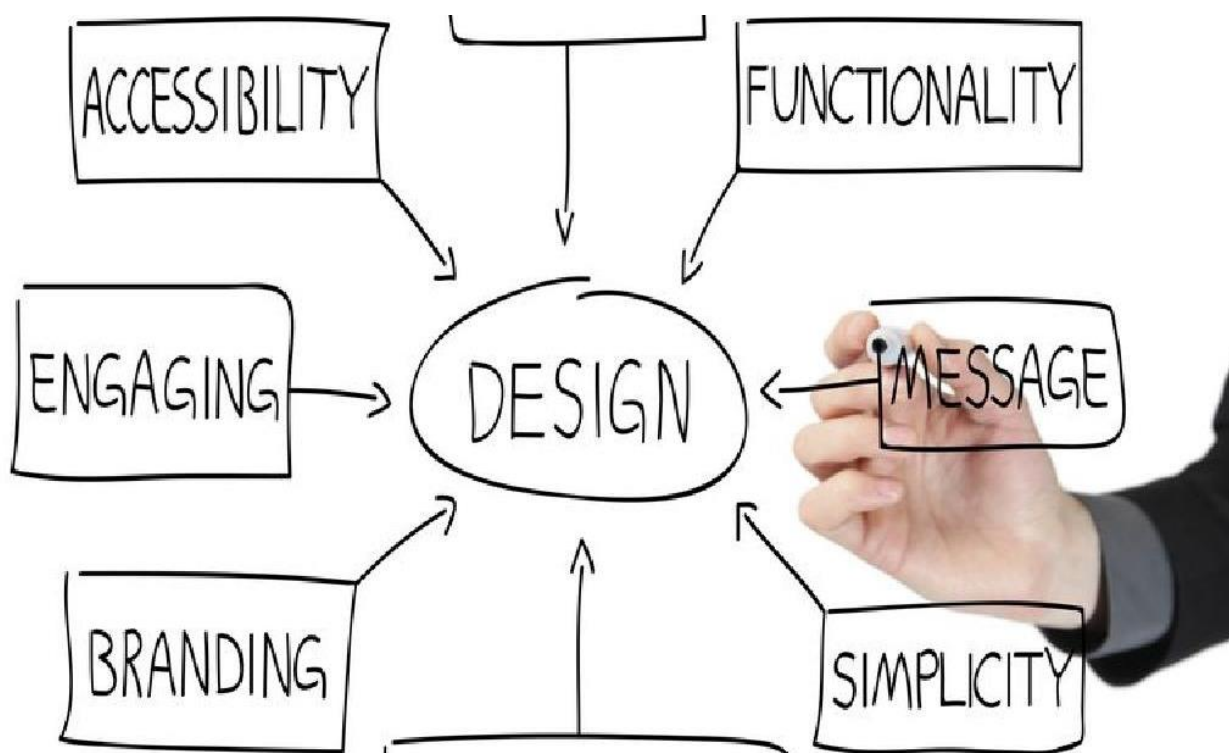 ACCESSIBILITY
FUNCTIONALITY
ENGAGING
DESIGN
MESSAGE
BRANDING
SIMPLICITY